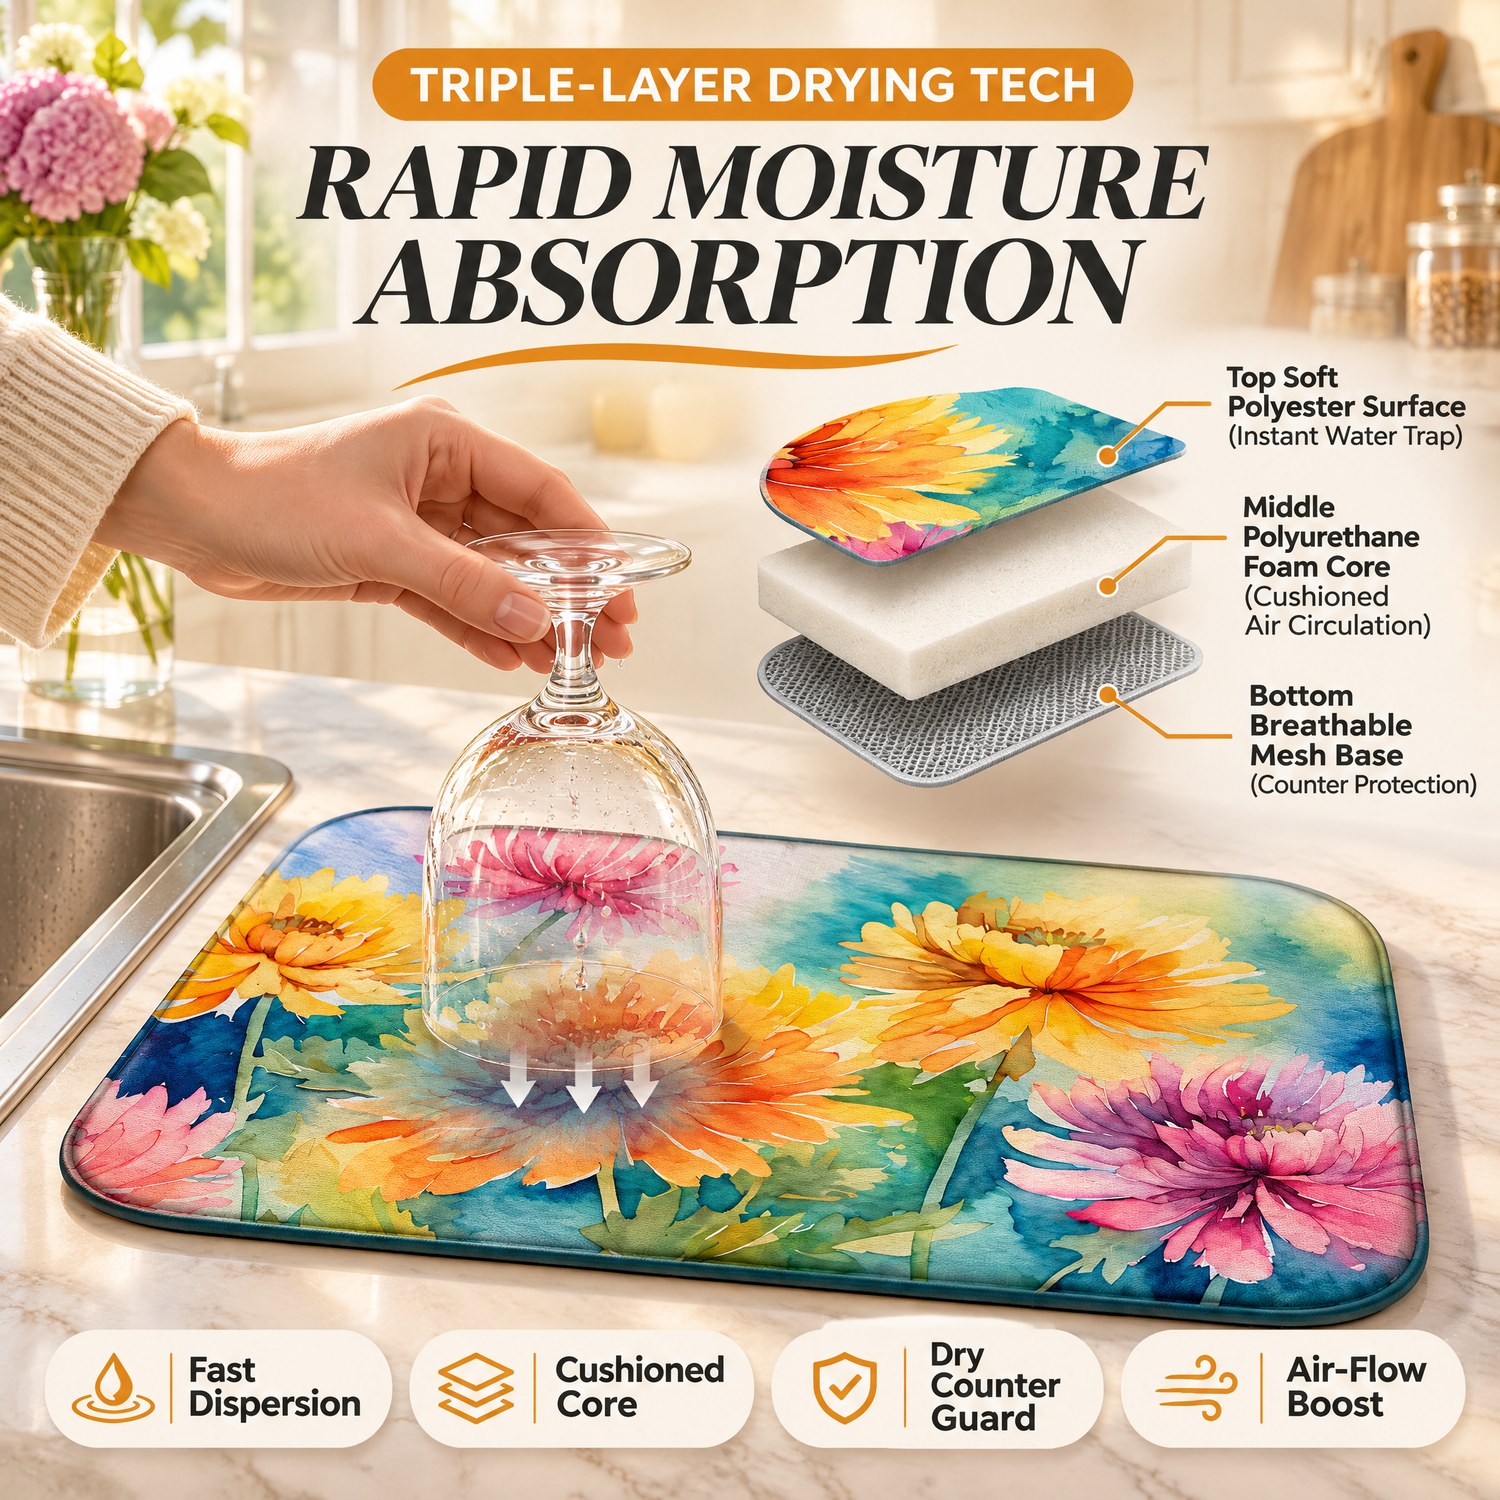 TRIPLE-LAYER DRYING TECH
RAPID MOISTURE
ABSORPTION
Top Soft
Polyester Surface
(Instant Water Trap)
Middle
Polyurethane
Foam Core
(Cushioned
Air Circulation)
Bottom
Breathable
Mesh Base
(Counter Protection)
Fast
Dispersion
Cushioned
Core
Dry
Counter
Guard
Air-Flow
Boost